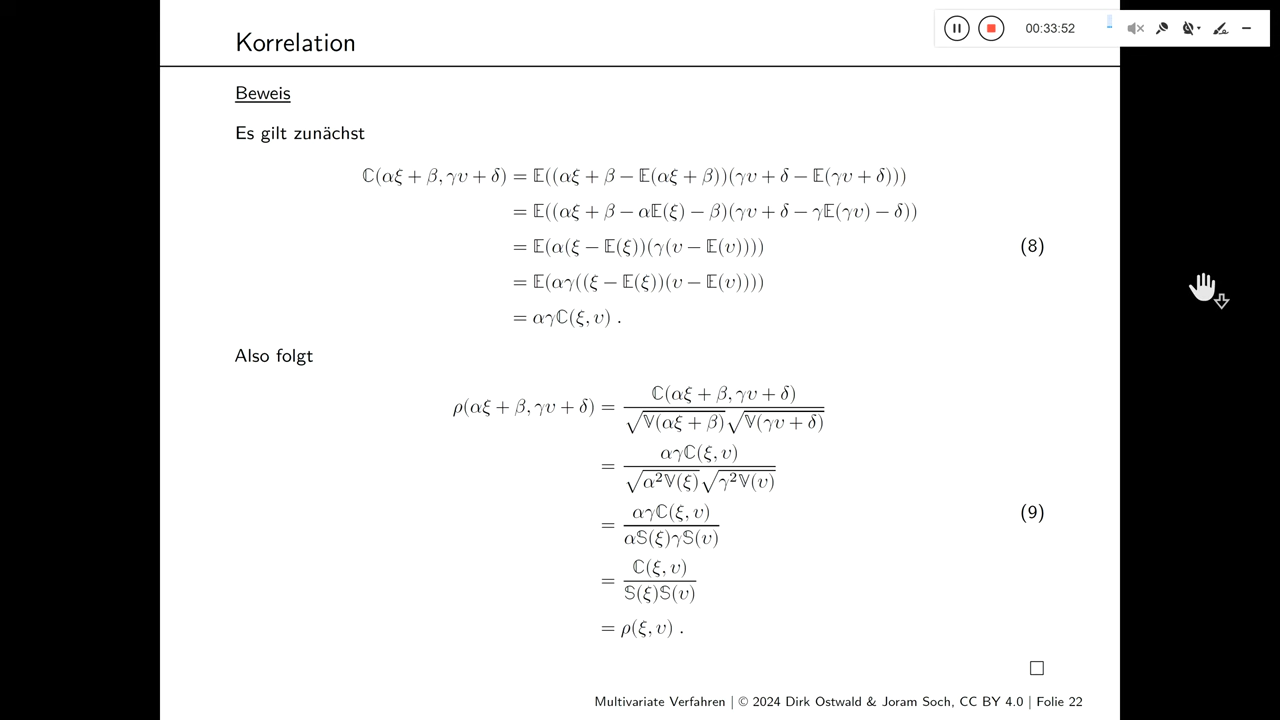 Korrelation
00:33:52
Beweis
Es gilt zunächst
ℂ(αξ + β, γυ + δ) = 𝔼((αξ + β − 𝔼(αξ + β))(γυ + δ − 𝔼(γυ + δ)))
= 𝔼((αξ + β − α𝔼(ξ) − β)(γυ + δ − γ𝔼(γυ) − δ))
= 𝔼(α(ξ − 𝔼(ξ))(γ(υ − 𝔼(υ)))) (8)
= 𝔼(αγ((ξ − 𝔼(ξ))(υ − 𝔼(υ))))
= αγℂ(ξ, υ) .
Also folgt
ρ(αξ + β, γυ + δ) = ℂ(αξ + β, γυ + δ) / √𝕍(αξ + β) √𝕍(γυ + δ)
= αγℂ(ξ, υ) / √α²𝕍(ξ) √γ²𝕍(υ)
= αγℂ(ξ, υ) / α𝕊(ξ)γ𝕊(υ) (9)
= ℂ(ξ, υ) / 𝕊(ξ)𝕊(υ)
= ρ(ξ, υ) .
□
Multivariate Verfahren | © 2024 Dirk Ostwald & Joram Soch, CC BY 4.0 | Folie 22